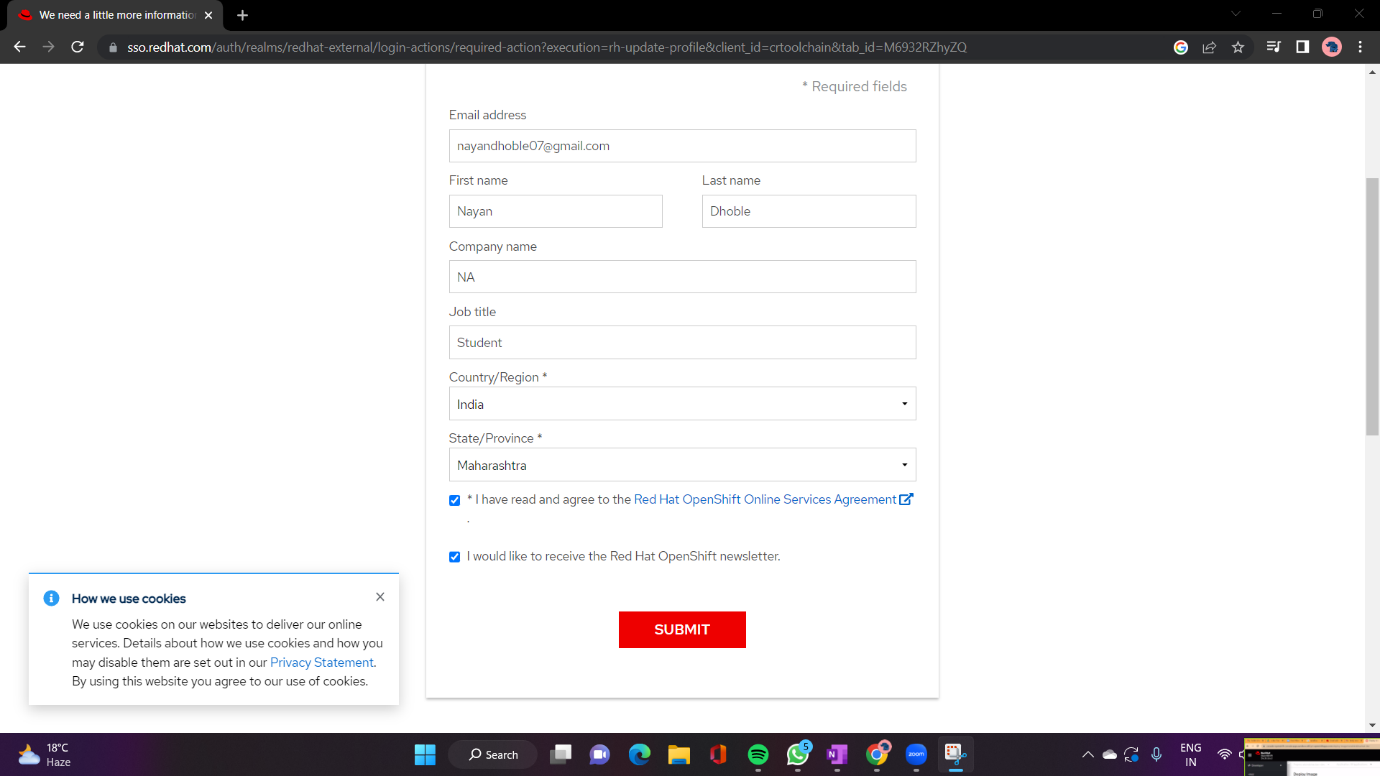 We need a little more informatio
sso.redhat.com/auth/realms/redhat-external/login-actions/required-action?execution=rh-update-profile&client_id=crtoolchain&tab_id=M6932RZhyZQ
* Required fields
Email address
nayandhoble07@gmail.com
First name Last name
Nayan Dhoble
Company name
NA
Job title
Student
Country/Region *
India
State/Province *
Maharashtra
* I have read and agree to the Red Hat OpenShift Online Services Agreement
.
I would like to receive the Red Hat OpenShift newsletter.
SUBMIT
How we use cookies
We use cookies on our websites to deliver our online
services. Details about how we use cookies and how you
may disable them are set out in our Privacy Statement.
By using this website you agree to our use of cookies.
18°C
Haze
Search
5
zoom
ENG
IN